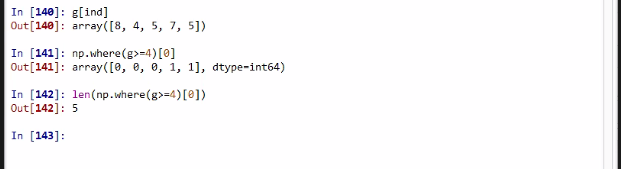 In [140]: g[ind]
Out[140]: array([8, 4, 5, 7, 5])
In [141]: np.where(g>=4)[0]
Out[141]: array([0, 0, 0, 1, 1], dtype=int64)
In [142]: len(np.where(g>=4)[0])
Out[142]: 5
In [143]: